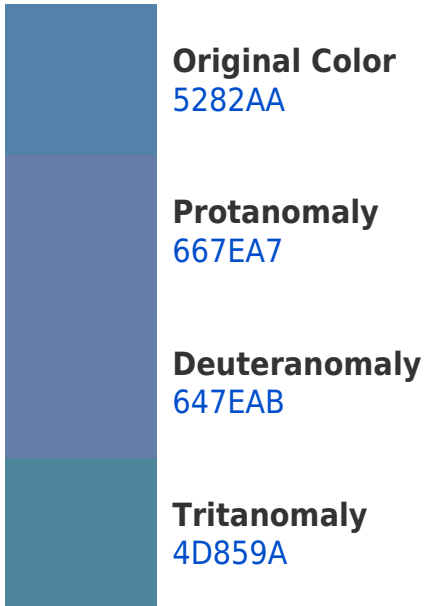 Original Color
5282AA
Protanomaly
667EA7
Deuteranomaly
647EAB
Tritanomaly
4D859A